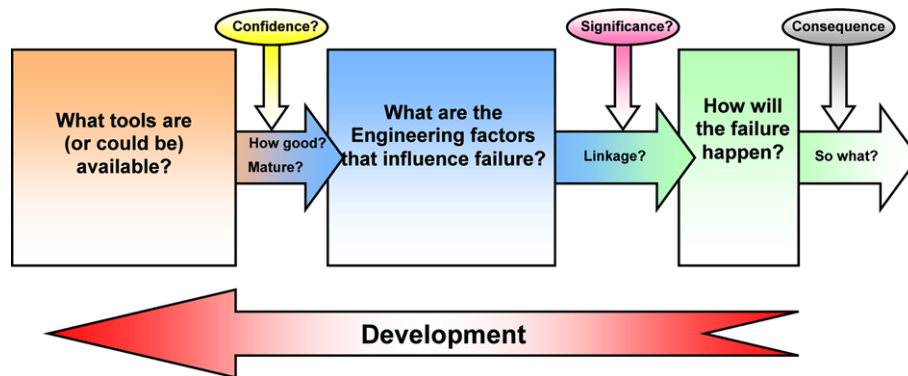 Confidence?
Significance?
Consequence
What tools are
(or could be)
available?
How good?
Mature?
What are the
Engineering factors
that influence failure?
Linkage?
How will
the failure
happen?
So what?
Development